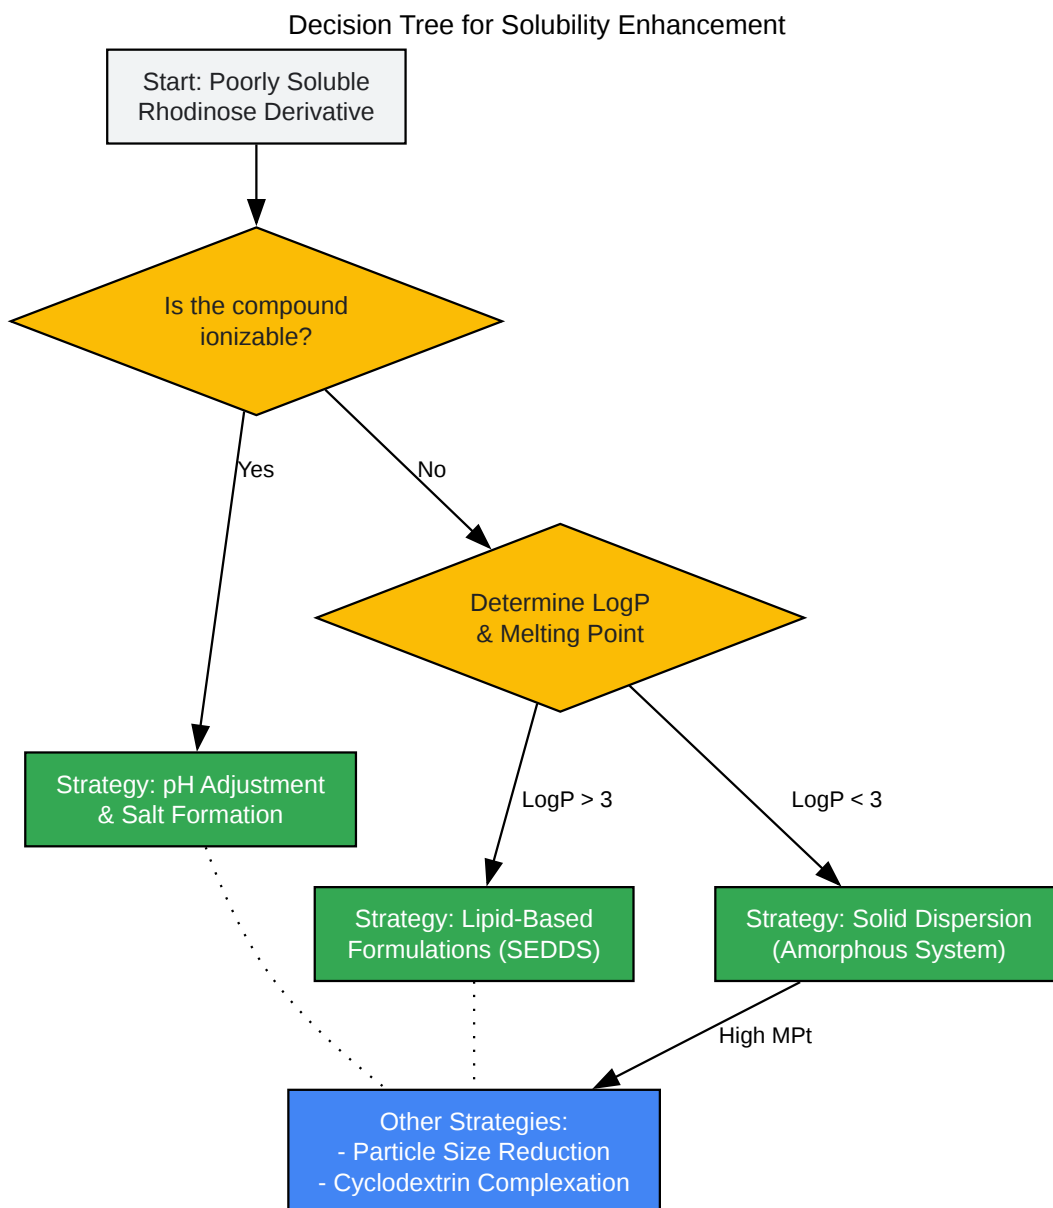 Decision Tree for Solubility Enhancement
Start: Poorly Soluble
Rhodinose Derivative
Is the compound
ionizable?
Yes
No
Determine LogP
& Melting Point
Strategy: pH Adjustment
& Salt Formation
LogP > 3
LogP < 3
Strategy: Lipid-Based
Formulations (SEDDS)
Strategy: Solid Dispersion
(Amorphous System)
High MPt
Other Strategies:
- Particle Size Reduction
- Cyclodextrin Complexation